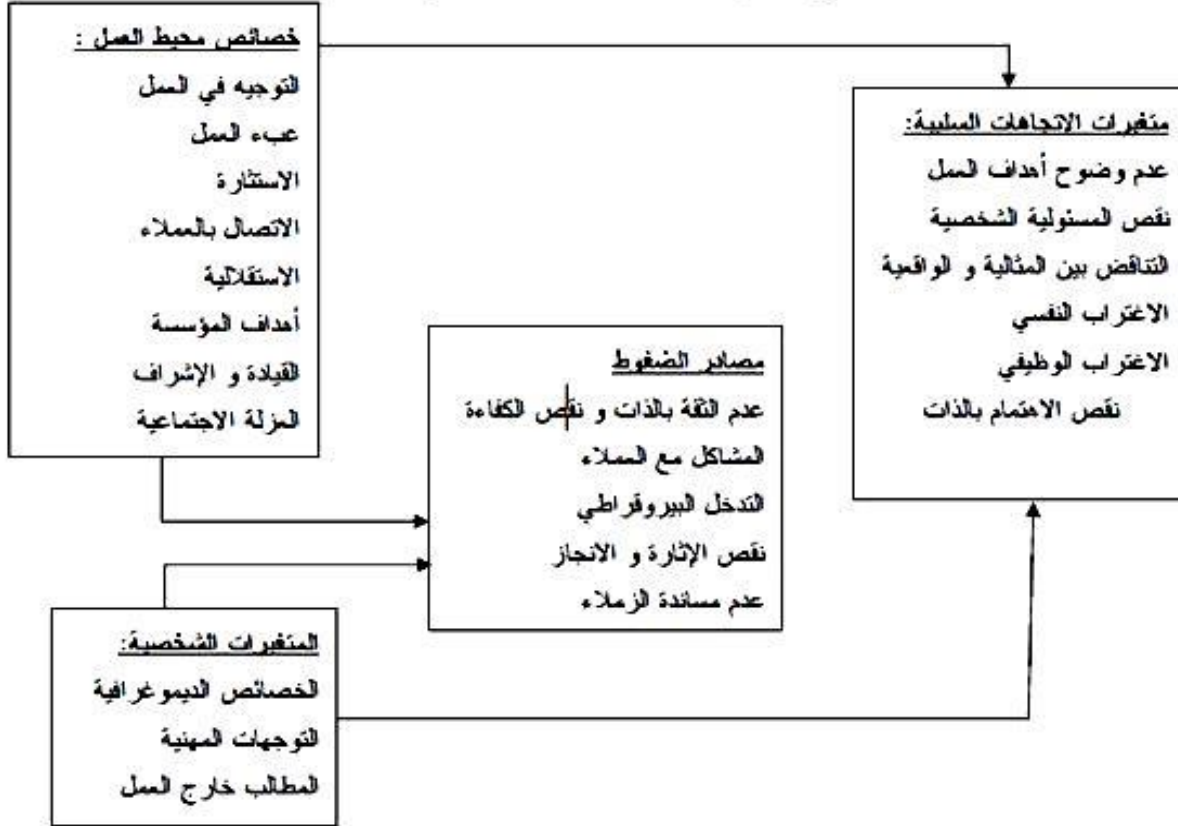 خصائص محيط العمل :
التوجيه في العمل
عبء العمل
الاستثارة
الاتصال بالعملاء
الاستقلالية
أهداف المؤسسة
القيادة و الإشراف
العزلة الاجتماعية
متغيرات الاتجاهات السلبية:
عدم وضوح أهداف العمل
نقص المسئولية الشخصية
التناقض بين المثالية و الواقعية
الاغتراب النفسي
الاغتراب الوظيفي
نقص الاهتمام بالذات
مصادر الضغوط
عدم الثقة بالذات و نقص الكفاءة
المشاكل مع العملاء
التدخل البيروقراطي
نقص الإثارة و الانجاز
عدم مساندة الزملاء
المتغيرات الشخصية:
الخصائص الديموغرافية
التوجهات المهنية
المطالب خارج العمل